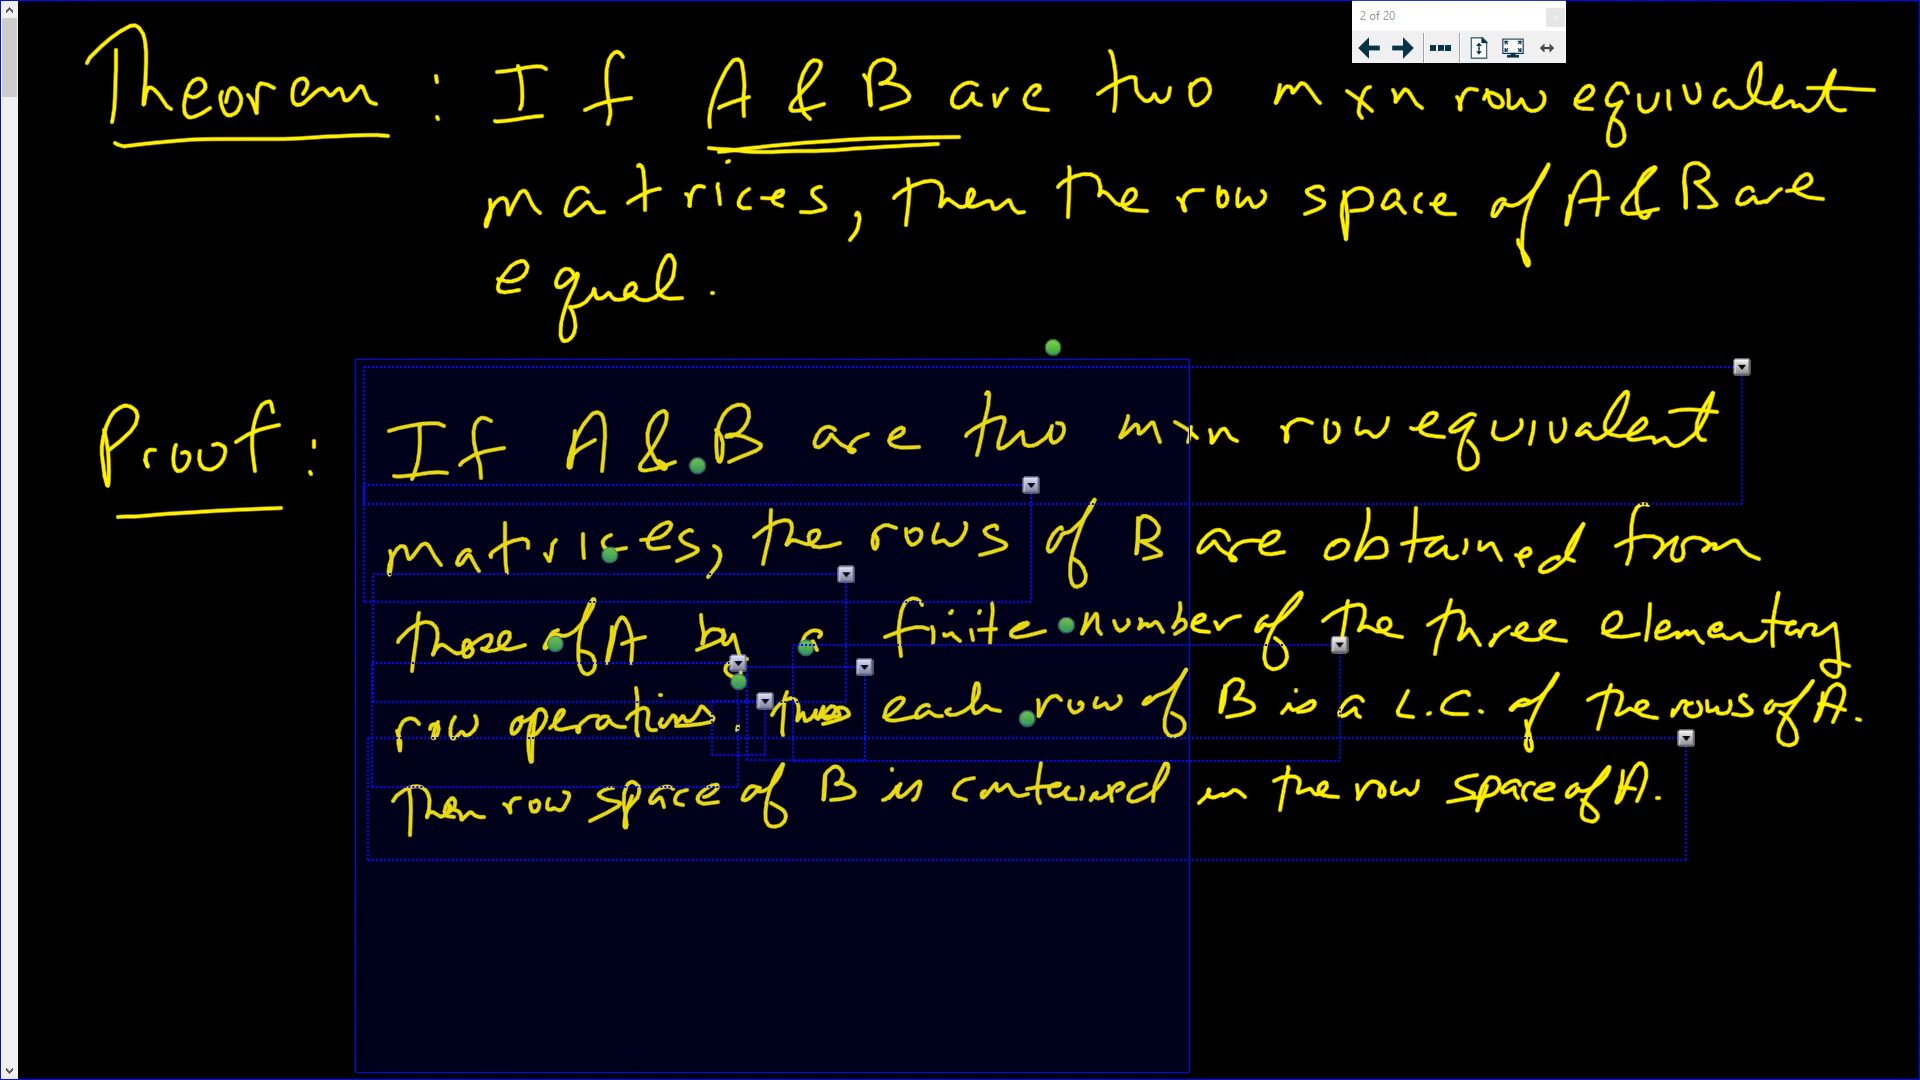 2 of 20
Theorem : If A & B are two m x n row equivalent
matrices, then the row space of A & B are
equal.
Proof : If A & B are two mxn row equivalent
matrices, the rows of B are obtained from
those of A by a finite number of the three elementary
row operations. Thus each row of B is a L.C. of the rows of A.
Then row space of B is contained in the row space of A.